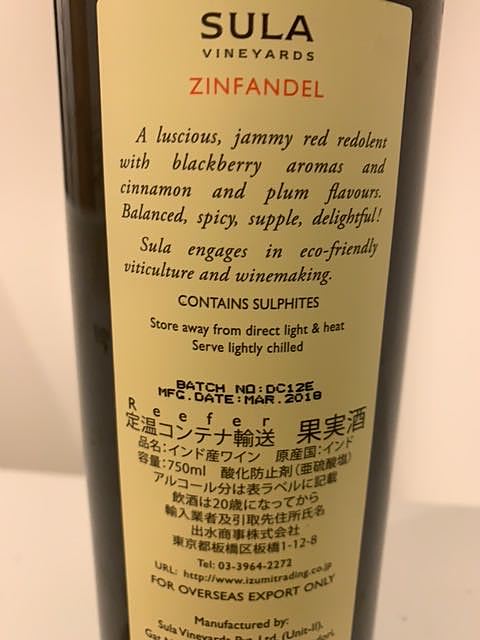 SULA
VINEYARDS
ZINFANDEL
A luscious, jammy red redolent
with blackberry aromas and
cinnamon and plum flavours.
Balanced, spicy, supple, delightful!
Sula engages in eco-friendly
viticulture and winemaking.
CONTAINS SULPHITES
Store away from direct light & heat
Serve lightly chilled
BATCH NO:DC12E
MFG.DATE:MAR.2018
Reefer
定温コンテナ輸送 果実酒
品名:インド産ワイン 原産国:インド
容量:750ml 酸化防止剤(亜硫酸塩)
アルコール分は表ラベルに記載
飲酒は20歳になってから
輸入業者及引取先住所氏名
出水商事株式会社
東京都板橋区板橋1-12-8
Tel: 03-3964-2272
URL: http://www.izumitrading.co.jp
FOR OVERSEAS EXPORT ONLY
Manufactured by:
Sula Vineyards Pvt. Ltd. (Unit-II),